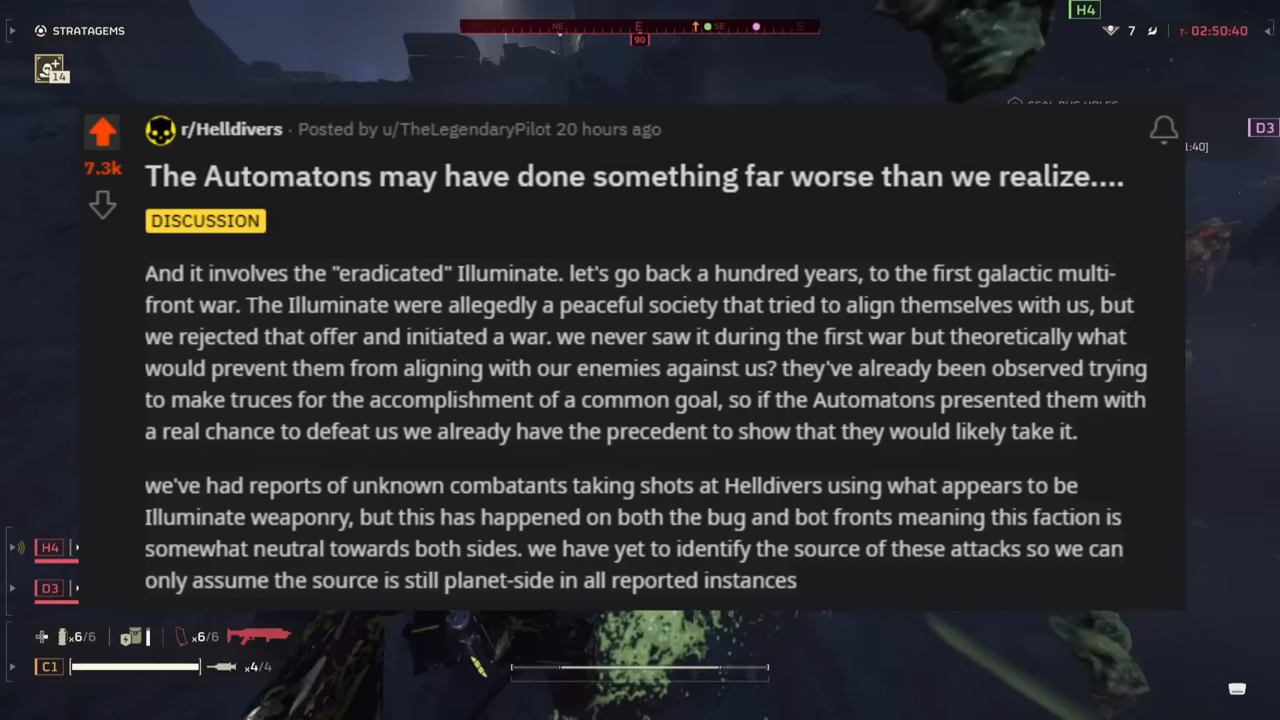 H4
STRATAGEMS
NE
E
SE
S
90
7
T- 02:50:40
14
SEAL BUG HOLES
D3
1:40]
r/Helldivers · Posted by u/TheLegendaryPilot 20 hours ago
7.3k
The Automatons may have done something far worse than we realize....
DISCUSSION
And it involves the "eradicated" Illuminate. let's go back a hundred years, to the first galactic multi-
front war. The Illuminate were allegedly a peaceful society that tried to align themselves with us, but
we rejected that offer and initiated a war. we never saw it during the first war but theoretically what
would prevent them from aligning with our enemies against us? they've already been observed trying
to make truces for the accomplishment of a common goal, so if the Automatons presented them with
a real chance to defeat us we already have the precedent to show that they would likely take it.
we've had reports of unknown combatants taking shots at Helldivers using what appears to be
Illuminate weaponry, but this has happened on both the bug and bot fronts meaning this faction is
somewhat neutral towards both sides. we have yet to identify the source of these attacks so we can
only assume the source is still planet-side in all reported instances
H4 [
D3 [
x6/6
x6/6
C1
x4/4